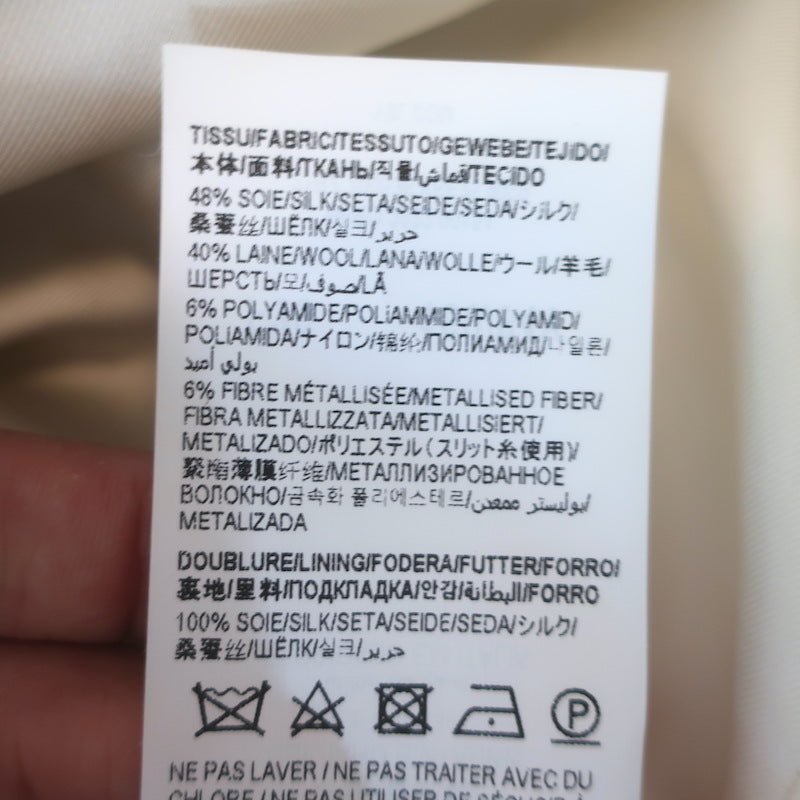 TISSU/FABRIC/TESSUTO/GEWEBE/TEJIDO/
本体/面料/ТКАНЬ/직물/قماش/TECIDO
48% SOIE/SILK/SETA/SEIDE/SEDA/シルク/
桑蚕丝/ШЁЛК/실크/حرير
40% LAINE/WOOL/LANA/WOLLE/ウール/羊毛/
ШЕРСТЬ/모/صوف/LÃ
6% POLYAMIDE/POLIAMMIDE/POLYAMID/
POLIAMIDA/ナイロン/锦纶/ПОЛИАМИД/나일론/
بولي أميد
6% FIBRE MÉTALLISÉE/METALLISED FIBER/
FIBRA METALLIZZATA/METALLISIERT/
METALIZADO/ポリエステル(スリット糸使用)/
聚酯薄膜纤维/МЕТАЛЛИЗИРОВАННОЕ
ВОЛОКНО/금속화 폴리에스테르/بوليستر ممعدن/
METALIZADA
DOUBLURE/LINING/FODERA/FUTTER/FORRO/
裏地/里料/ПОДКЛАДКА/안감/البطانة/FORRO
100% SOIE/SILK/SETA/SEIDE/SEDA/シルク/
桑蚕丝/ШЁЛК/실크/حرير
P
NE PAS LAVER / NE PAS TRAITER AVEC DU
CHLORE / NE PAS UTILISER DE